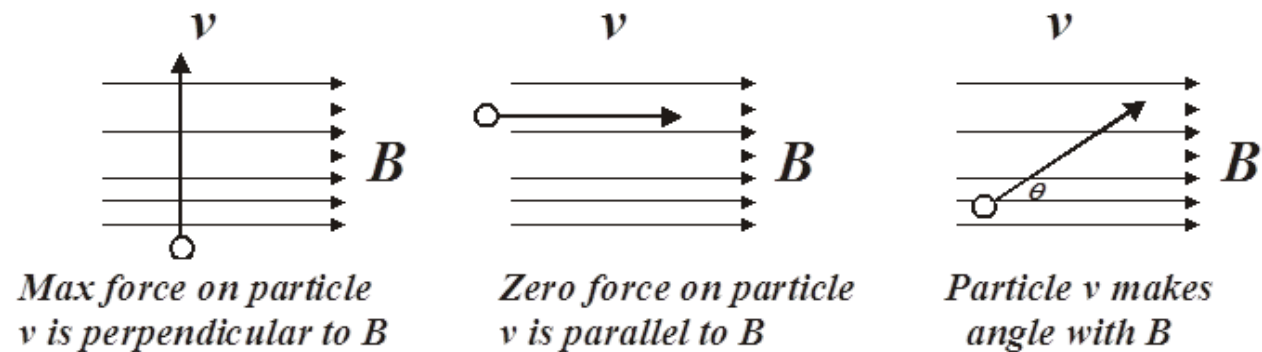 v
B
Max force on particle
v is perpendicular to B
v
B
Zero force on particle
v is parallel to B
v
B
θ
Particle v makes
angle with B